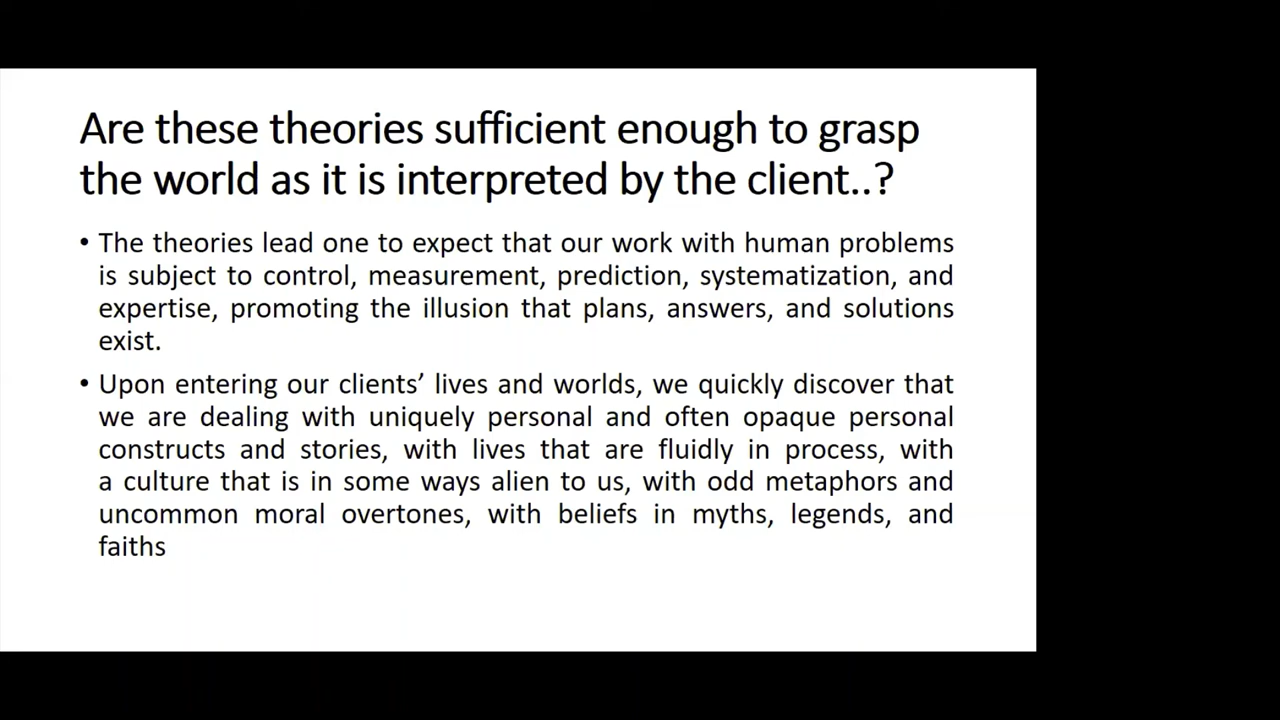 Are these theories sufficient enough to grasp
the world as it is interpreted by the client..?
• The theories lead one to expect that our work with human problems
is subject to control, measurement, prediction, systematization, and
expertise, promoting the illusion that plans, answers, and solutions
exist.
• Upon entering our clients’ lives and worlds, we quickly discover that
we are dealing with uniquely personal and often opaque personal
constructs and stories, with lives that are fluidly in process, with
a culture that is in some ways alien to us, with odd metaphors and
uncommon moral overtones, with beliefs in myths, legends, and
faiths